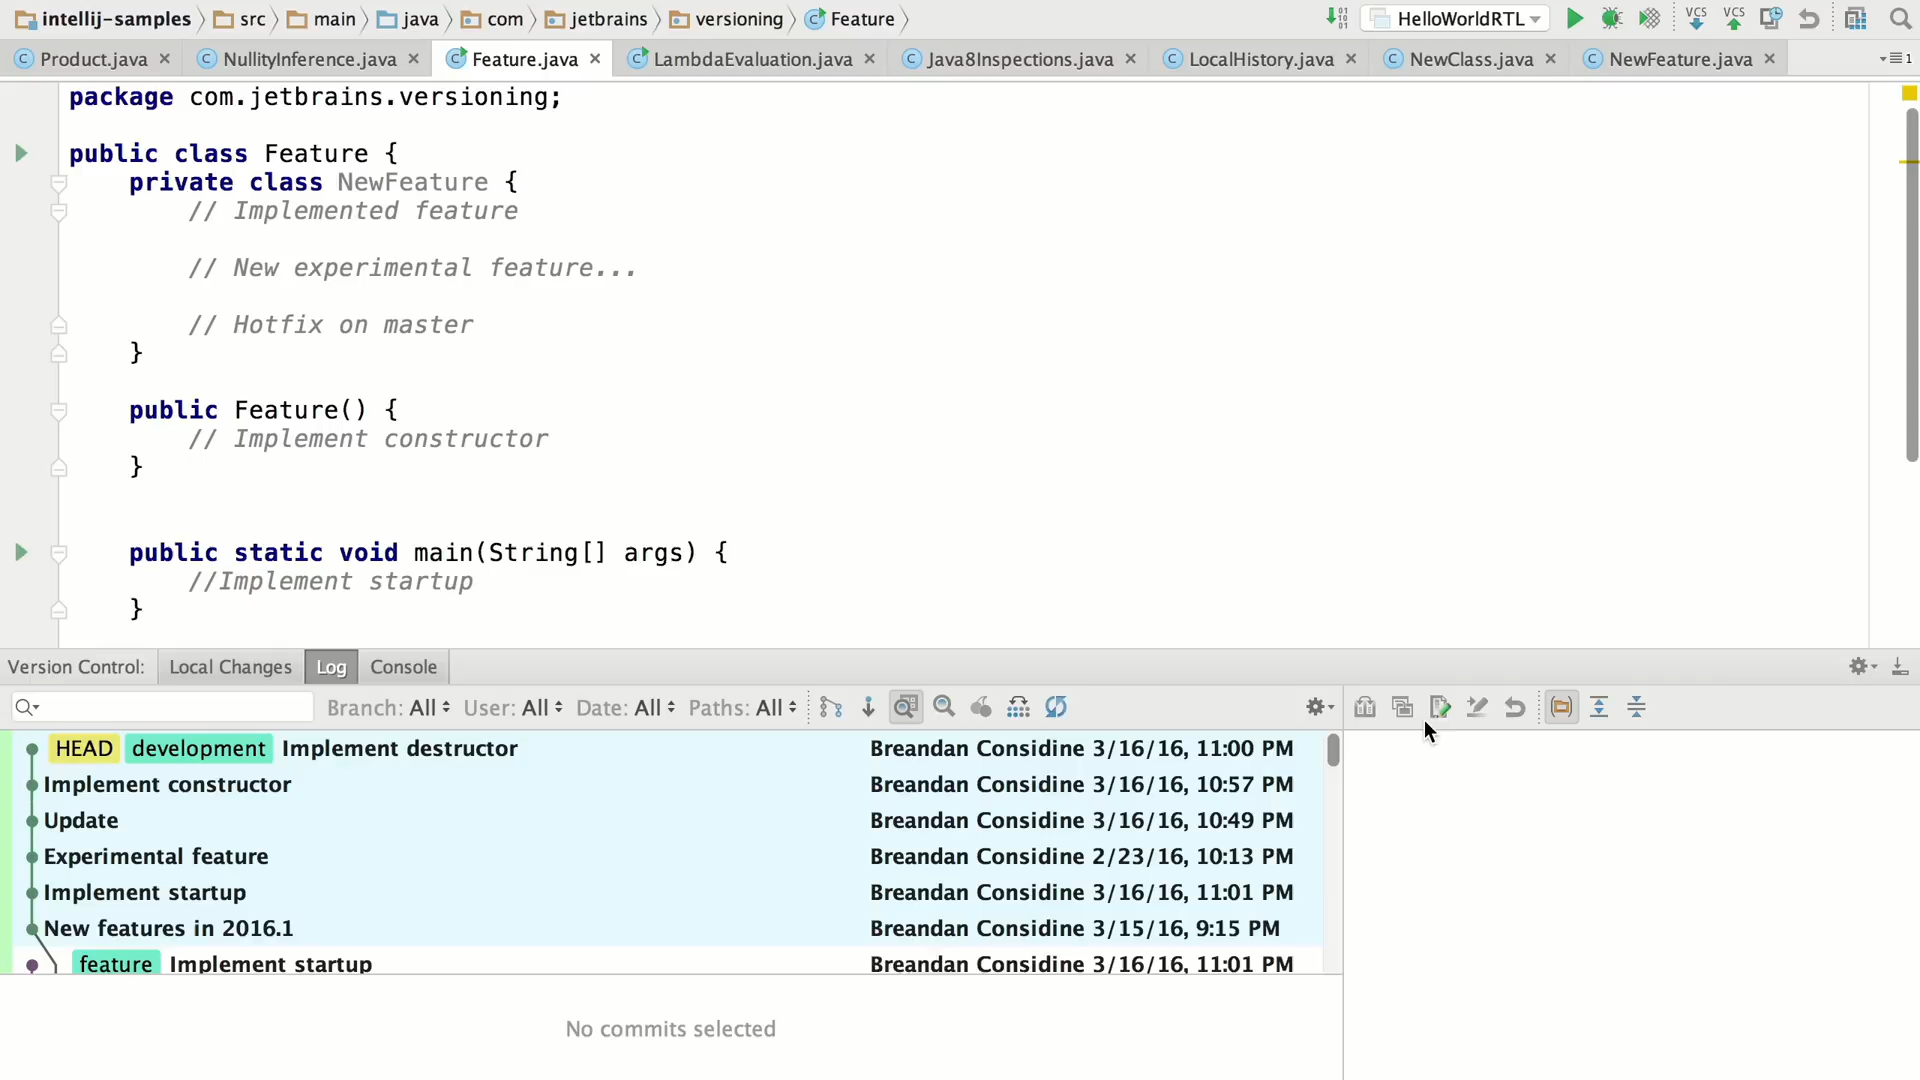 intellij-samples src main java com jetbrains versioning Feature HelloWorldRTL VCS VCS
Product.java NullityInference.java Feature.java LambdaEvaluation.java Java8Inspections.java LocalHistory.java NewClass.java NewFeature.java 1
package com.jetbrains.versioning;
public class Feature {
private class NewFeature {
// Implemented feature
// New experimental feature...
// Hotfix on master
}
public Feature() {
// Implement constructor
}
public static void main(String[] args) {
//Implement startup
}
Version Control: Local Changes Log Console
Branch: All User: All Date: All Paths: All
HEAD development Implement destructor Breandan Considine 3/16/16, 11:00 PM
Implement constructor Breandan Considine 3/16/16, 10:57 PM
Update Breandan Considine 3/16/16, 10:49 PM
Experimental feature Breandan Considine 2/23/16, 10:13 PM
Implement startup Breandan Considine 3/16/16, 11:01 PM
New features in 2016.1 Breandan Considine 3/15/16, 9:15 PM
feature Implement startup Breandan Considine 3/16/16, 11:01 PM
No commits selected